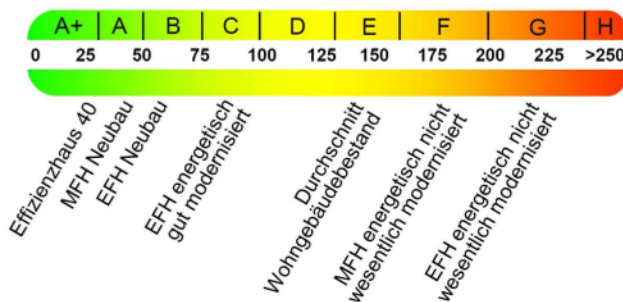 A+ A B C D E F G H
0 25 50 75 100 125 150 175 200 225 >250
Effizienzhaus 40
MFH Neubau
EFH Neubau
EFH energetisch
gut modernisiert
Durchschnitt
Wohngebäudebestand
MFH energetisch nicht
wesentlich modernisiert
EFH energetisch nicht
wesentlich modernisiert